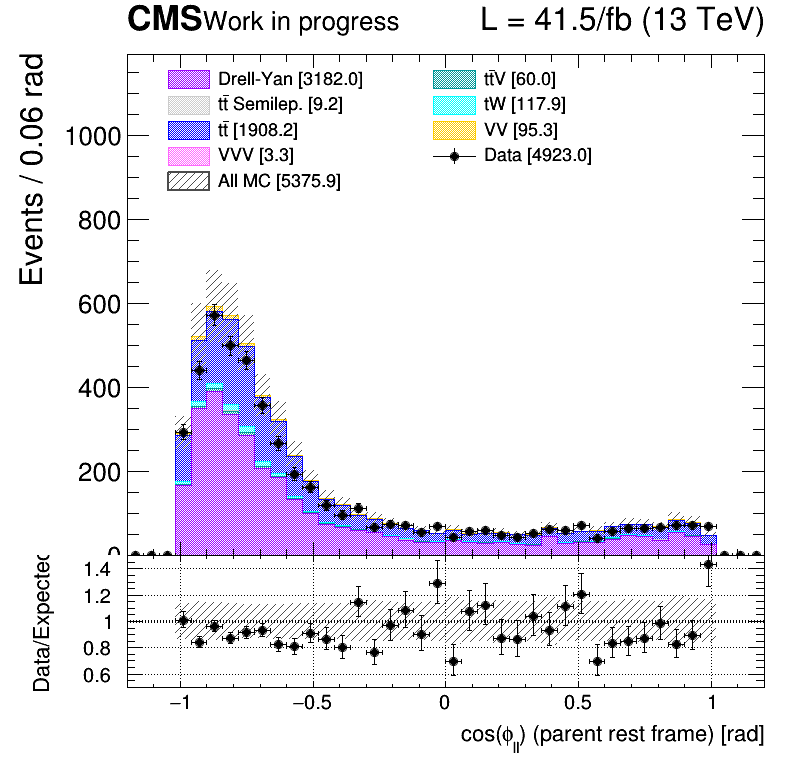 CMS Work in progress L = 41.5/fb (13 TeV)
Events / 0.06 rad
Drell-Yan [3182.0]
tt̄ Semilep. [9.2]
tt̄ [1908.2]
VVV [3.3]
All MC [5375.9]
tt̄V [60.0]
tW [117.9]
VV [95.3]
Data [4923.0]
1000
800
600
400
200
0
Data/Expected
1.4
1.2
1
0.8
0.6
−1 −0.5 0 0.5 1
cos(ϕ_ll) (parent rest frame) [rad]